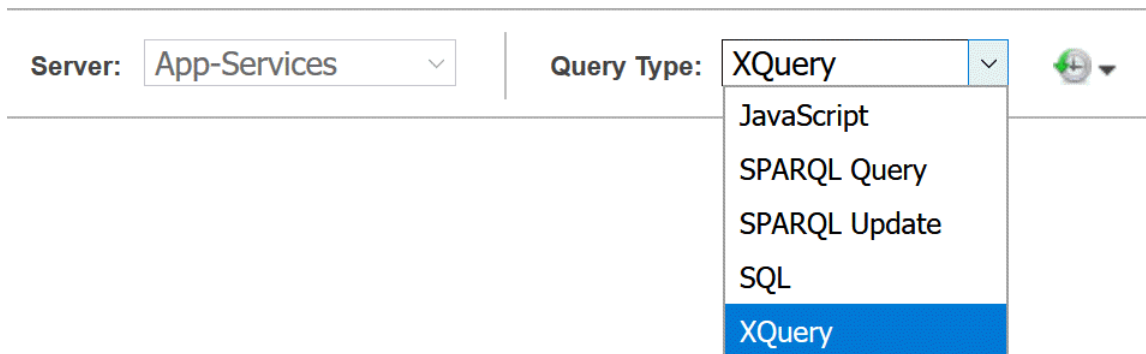 Server: App-Services Query Type: XQuery
JavaScript
SPARQL Query
SPARQL Update
SQL
XQuery